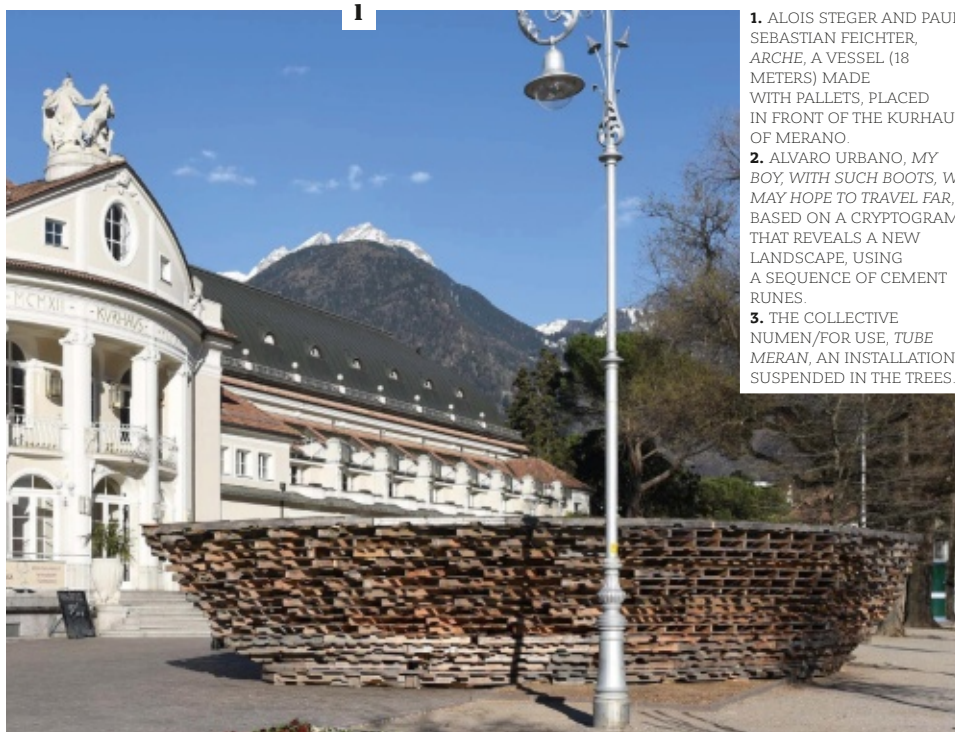 1
1. ALOIS STEGER AND PAUL
SEBASTIAN FEICHTER,
ARCHE, A VESSEL (18
METERS) MADE
WITH PALLETS, PLACED
IN FRONT OF THE KURHAU
OF MERANO.
2. ALVARO URBANO, MY
BOY, WITH SUCH BOOTS, W
MAY HOPE TO TRAVEL FAR,
BASED ON A CRYPTOGRAM
THAT REVEALS A NEW
LANDSCAPE, USING
A SEQUENCE OF CEMENT
RUNES.
3. THE COLLECTIVE
NUMEN/FOR USE, TUBE
MERAN, AN INSTALLATION
SUSPENDED IN THE TREES.
MCMXII - KVRHAUS